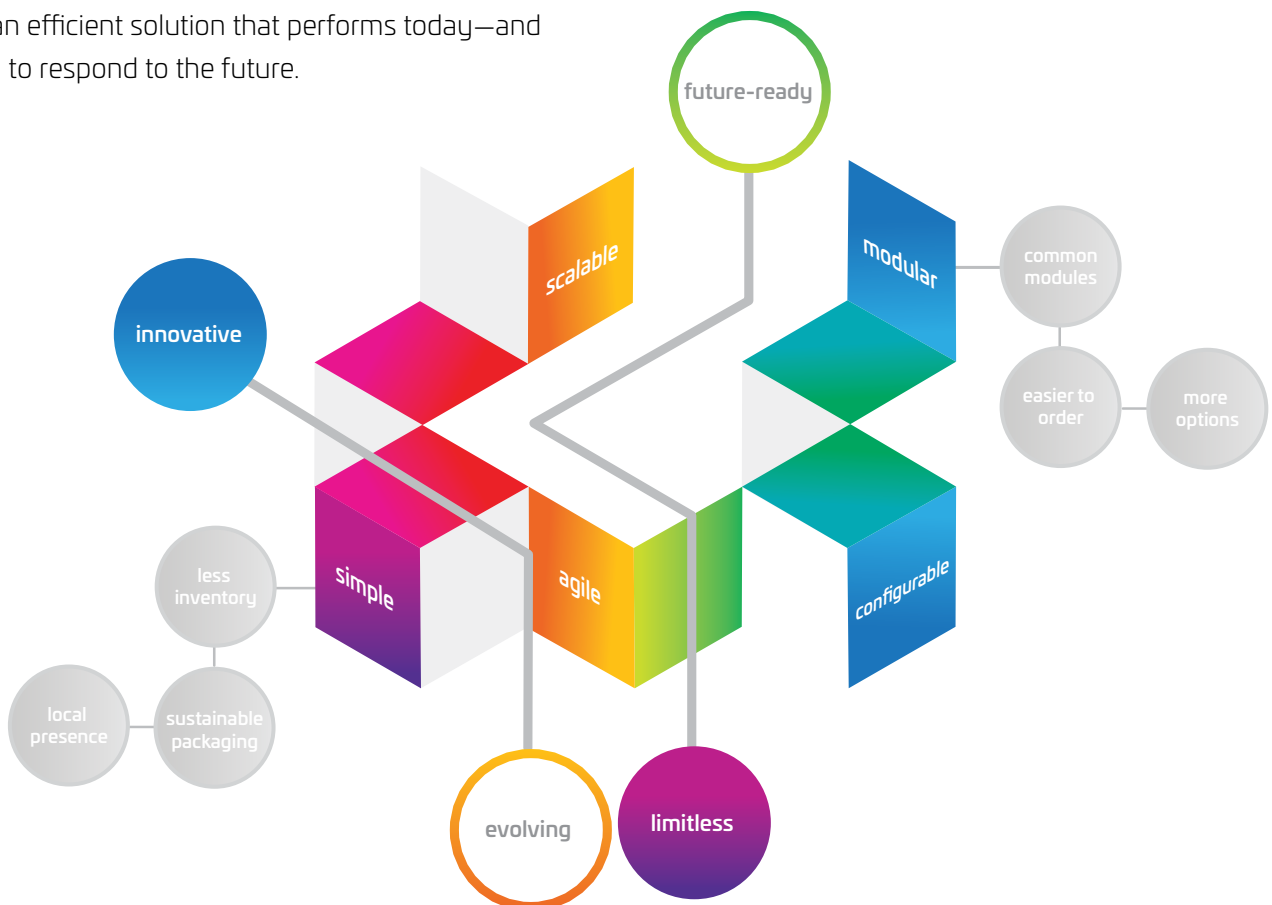 an efficient solution that performs today—and
to respond to the future.
future-ready
scalable
modular
common
modules
innovative
easier to
order
more
options
simple
agile
configurable
less
inventory
local
presence
sustainable
packaging
evolving
limitless